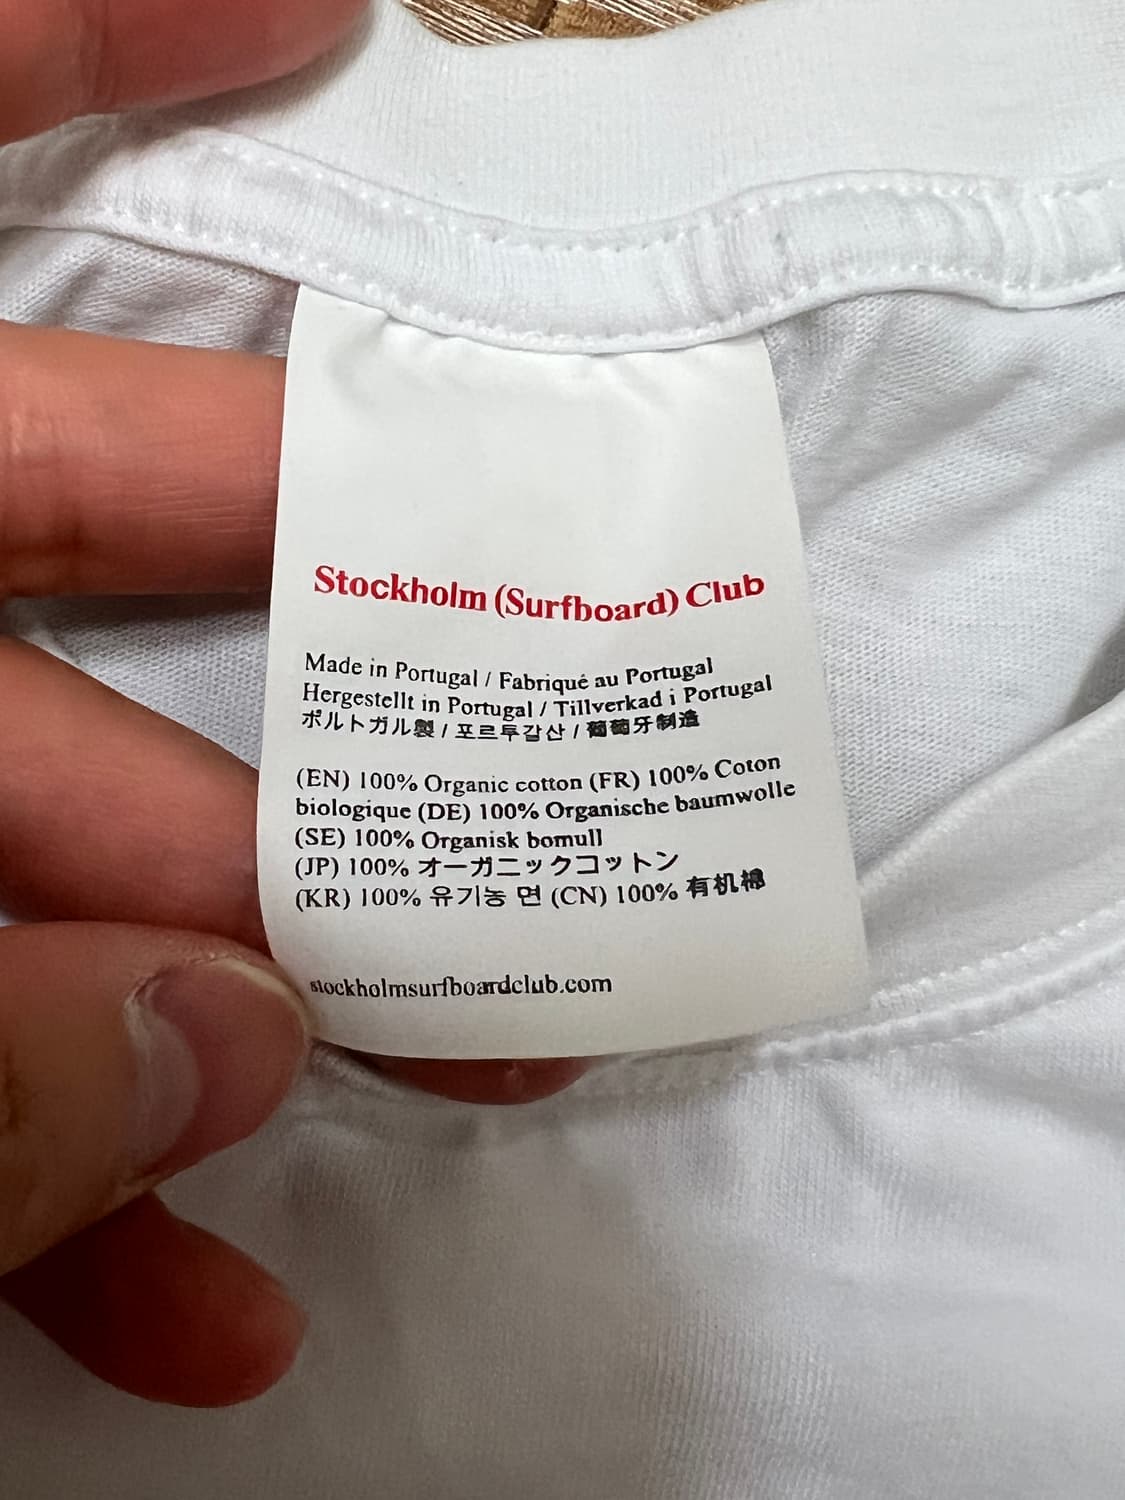 Stockholm (Surfboard) Club
Made in Portugal / Fabriqué au Portugal
Hergestellt in Portugal / Tillverkad i Portugal
ポルトガル製 / 포르투갈산 / 葡萄牙制造
(EN) 100% Organic cotton (FR) 100% Coton
biologique (DE) 100% Organische baumwolle
(SE) 100% Organisk bomull
(JP) 100% オーガニックコットン
(KR) 100% 유기농 면 (CN) 100% 有机棉
stockholmsurfboardclub.com